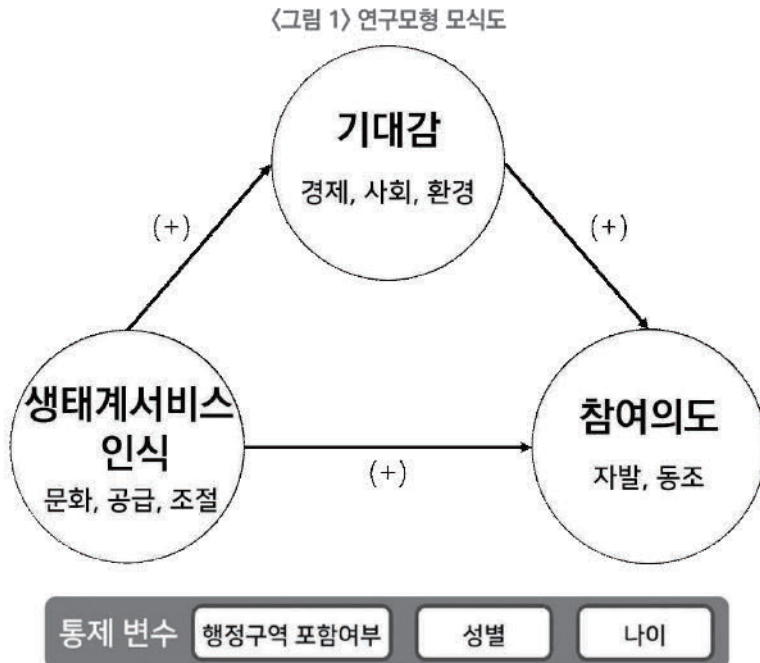 〈그림 1〉 연구모형 모식도
기대감
경제, 사회, 환경
(+)
(+)
생태계서비스
인식
문화, 공급, 조절
(+)
참여의도
자발, 동조
통제 변수
행정구역 포함여부
성별
나이